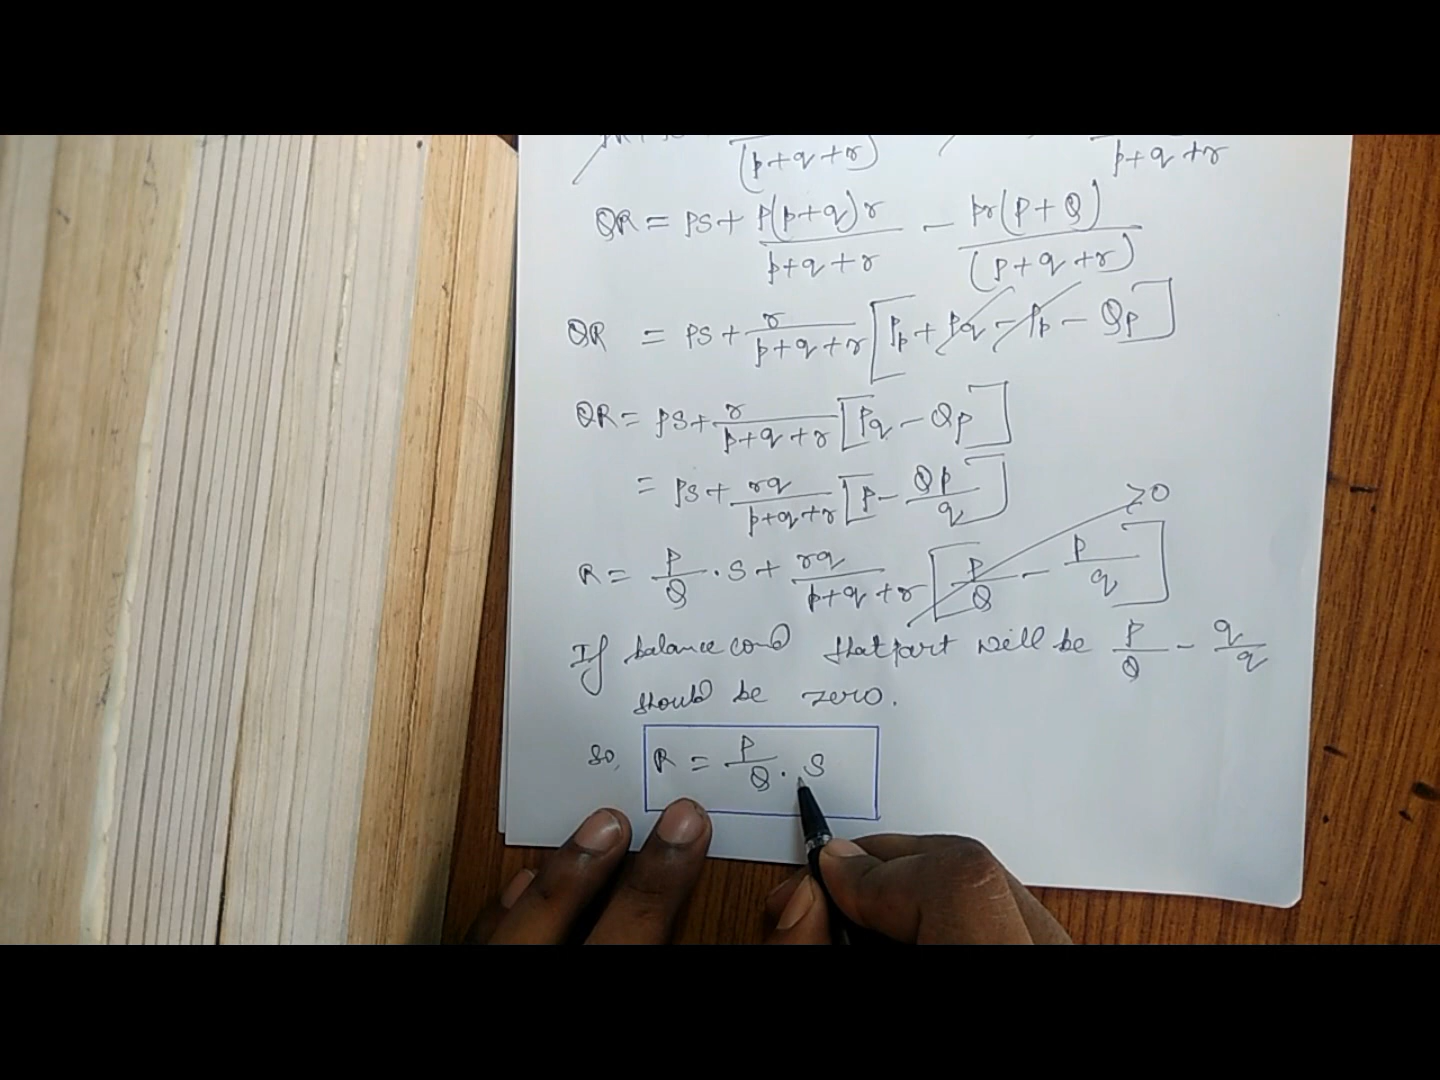 (p+q+r) p+q+r
QR = PS + P(p+q)r / p+q+r - pr(P+Q) / (p+q+r)
QR = PS + r / p+q+r [Pp + Pq - Pp - Qp]
QR = PS + r / p+q+r [Pq - Qp]
= PS + rq / p+q+r [P - Qp / q]
R = P / Q . S + rq / p+q+r [P / Q - p / q] 20
If balance cond that part will be P / Q - q / q
should be zero.
so, R = P / Q . S